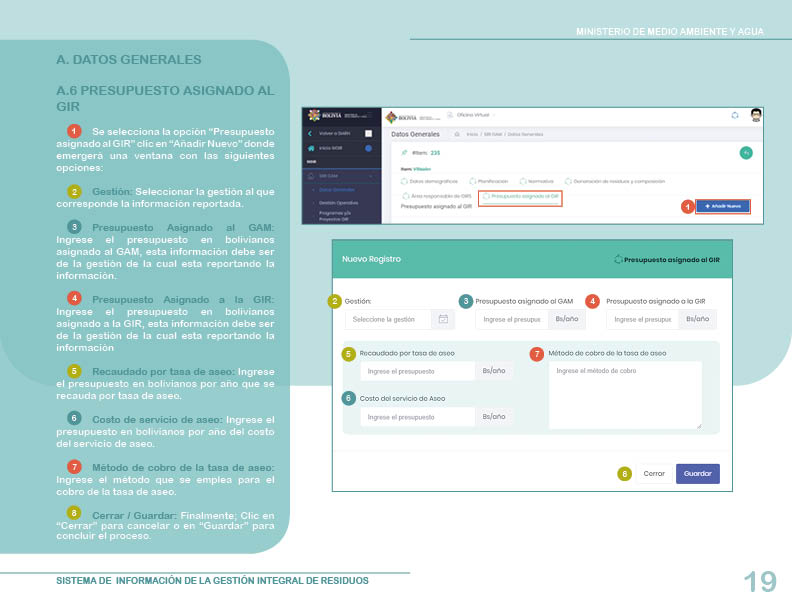 MINISTERIO DE MEDIO AMBIENTE Y AGUA
A. DATOS GENERALES
A.6 PRESUPUESTO ASIGNADO AL
GIR
1 Se selecciona la opción "Presupuesto
asignado al GIR" clic en "Añadir Nuevo" donde
emergerá una ventana con las siguientes
opciones:
2 Gestión: Seleccionar la gestión al que
corresponde la información reportada.
3 Presupuesto Asignado al GAM:
Ingrese el presupuesto en bolivianos
asignado al GAM, esta información debe ser
de la gestión de la cual esta reportando la
información.
4 Presupuesto Asignado a la GIR:
Ingrese el presupuesto en bolivianos
asignado a la GIR, esta información debe ser
de la gestión de la cual esta reportando la
información
5 Recaudado por tasa de aseo: Ingrese
el presupuesto en bolivianos por año que se
recauda por tasa de aseo.
6 Costo de servicio de aseo: Ingrese el
presupuesto en bolivianos por año del costo
del servicio de aseo.
7 Método de cobro de la tasa de aseo:
Ingrese el método que se emplea para el
cobro de la tasa de aseo.
8 Cerrar / Guardar: Finalmente; Clic en
"Cerrar" para cancelar o en "Guardar" para
concluir el proceso.
BOLIVIA
Volver a SIARH
Inicio SIGIR
SIGIR
SIR GAM
Datos Generales
Gestión Operativa
Programas y/o
Proyectos GIR
BOLIVIA
Oficina Virtual
Datos Generales
Inicio / SIR GAM / Datos Generales
#Item: 235
Item: Villazón
Datos demográficos
Planificación
Normativa
Generación de residuos y composición
Área responsable de GIRS
Presupuesto asignado al GIR
Presupuesto asignado al GIR
1
+ Añadir Nuevo
Nuevo Registro
Presupuesto asignado al GIR
2 Gestión:
3 Presupuesto asignado al GAM
4 Presupuesto asignado a la GIR
Seleccione la gestión
Ingrese el presupue
Bs/año
Ingrese el presupue
Bs/año
5 Recaudado por tasa de aseo
7 Método de cobro de la tasa de aseo
Ingrese el presupuesto
Bs/año
Ingrese el método de cobro
6 Costo del servicio de Aseo
Ingrese el presupuesto
Bs/año
8
Cerrar
Guardar
SISTEMA DE INFORMACIÓN DE LA GESTIÓN INTEGRAL DE RESIDUOS
19